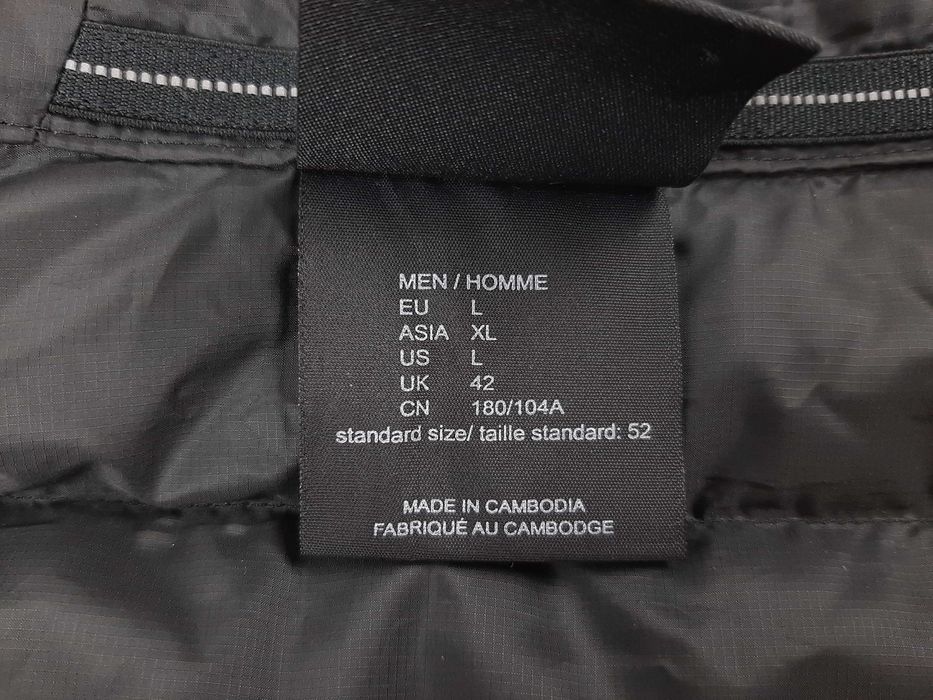 MEN / HOMME
EU L
ASIA XL
US L
UK 42
CN 180/104A
standard size/ taille standard: 52
MADE IN CAMBODIA
FABRIQUÉ AU CAMBODGE